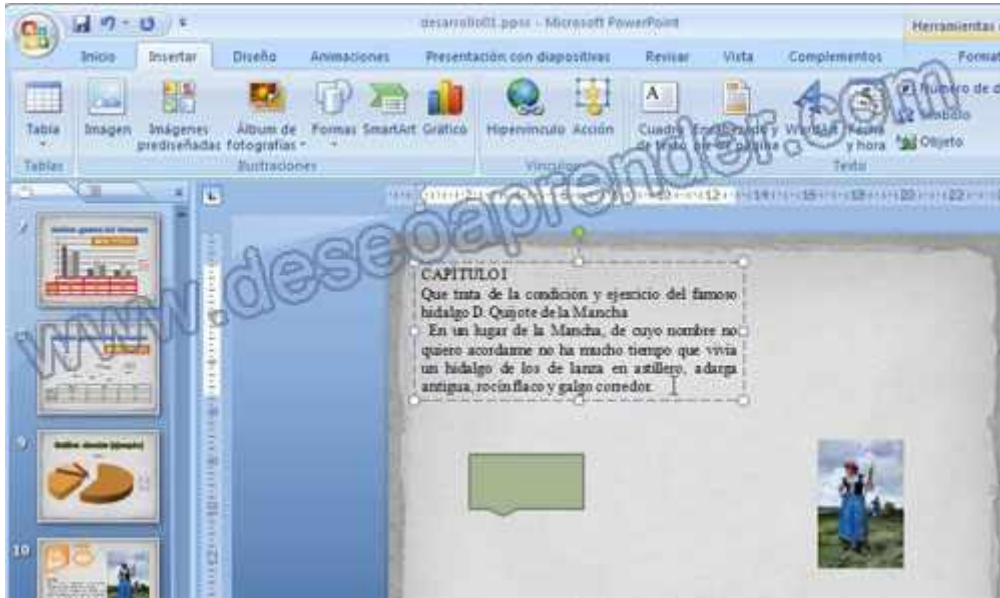 desarrollo01.ppsx - Microsoft PowerPoint
Herramientas
Inicio Insertar Diseño Animaciones Presentación con diapositivas Revisar Vista Complementos Format
Tabla Imagen Imágenes prediseñadas Álbum de fotografías Formas SmartArt Gráfico Hipervínculo Acción Cuadro de texto Encabezado y pie de página WordArt Fecha y hora
Número de d
Símbolo
Objeto
Tablas Ilustraciones Vínculos Texto
www.deseoaprender.com
CAPÍTULO I
Que trata de la condición y ejercicio del famoso
hidalgo D. Quijote de la Mancha
En un lugar de la Mancha, de cuyo nombre no
quiero acordarme no ha mucho tiempo que vivía
un hidalgo de los de lanza en astillero, adarga
antigua, rocín flaco y galgo corredor.
9
10